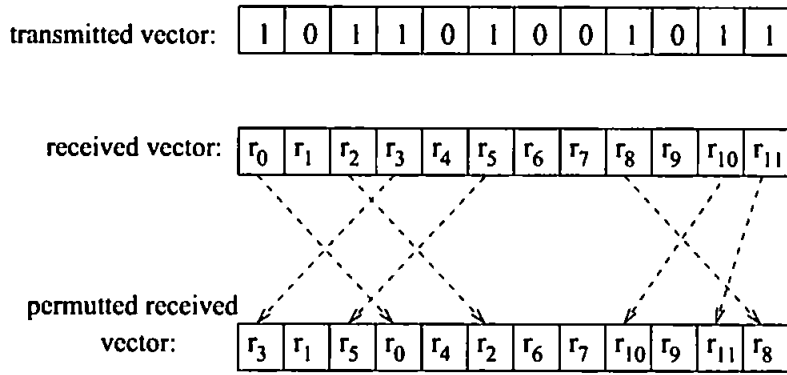 transmitted vector: 1 0 1 1 0 1 0 0 1 0 1 1
received vector: r0 r1 r2 r3 r4 r5 r6 r7 r8 r9 r10 r11
permutted received
vector: r3 r1 r5 r0 r4 r2 r6 r7 r10 r9 r11 r8